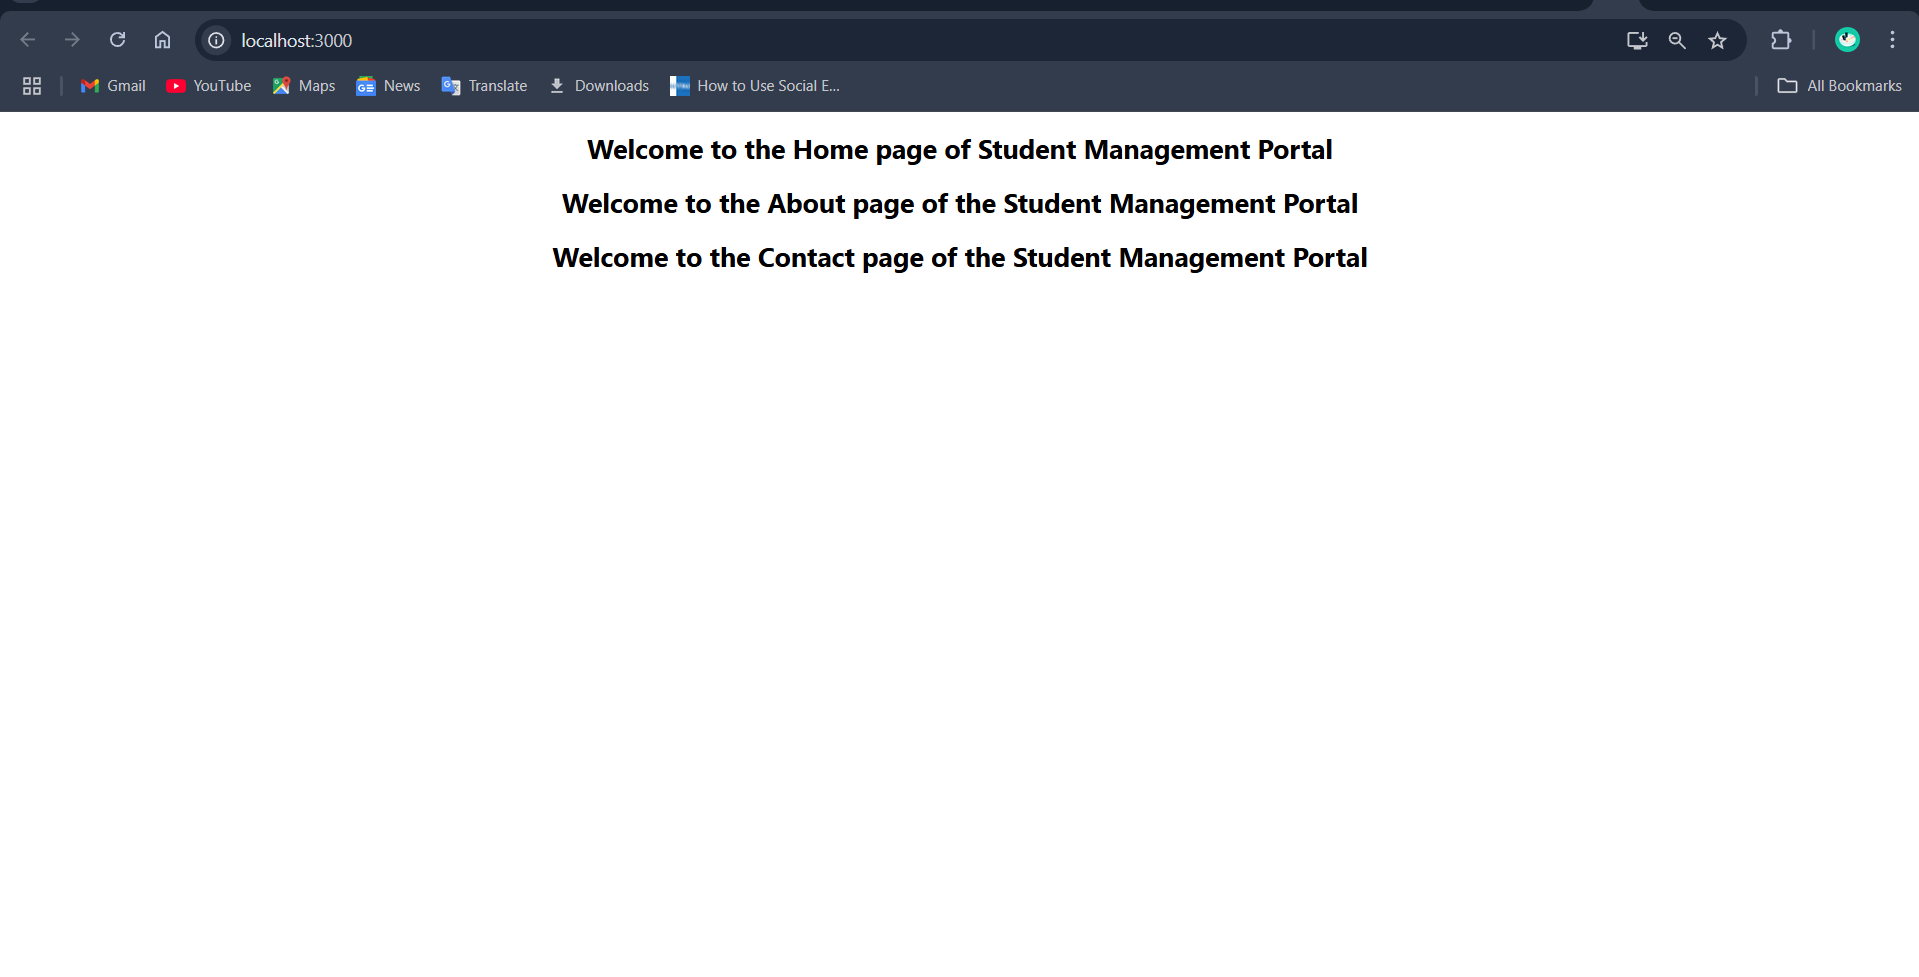 localhost:3000
Gmail YouTube Maps News Translate Downloads How to Use Social E... All Bookmarks
Welcome to the Home page of Student Management Portal
Welcome to the About page of the Student Management Portal
Welcome to the Contact page of the Student Management Portal